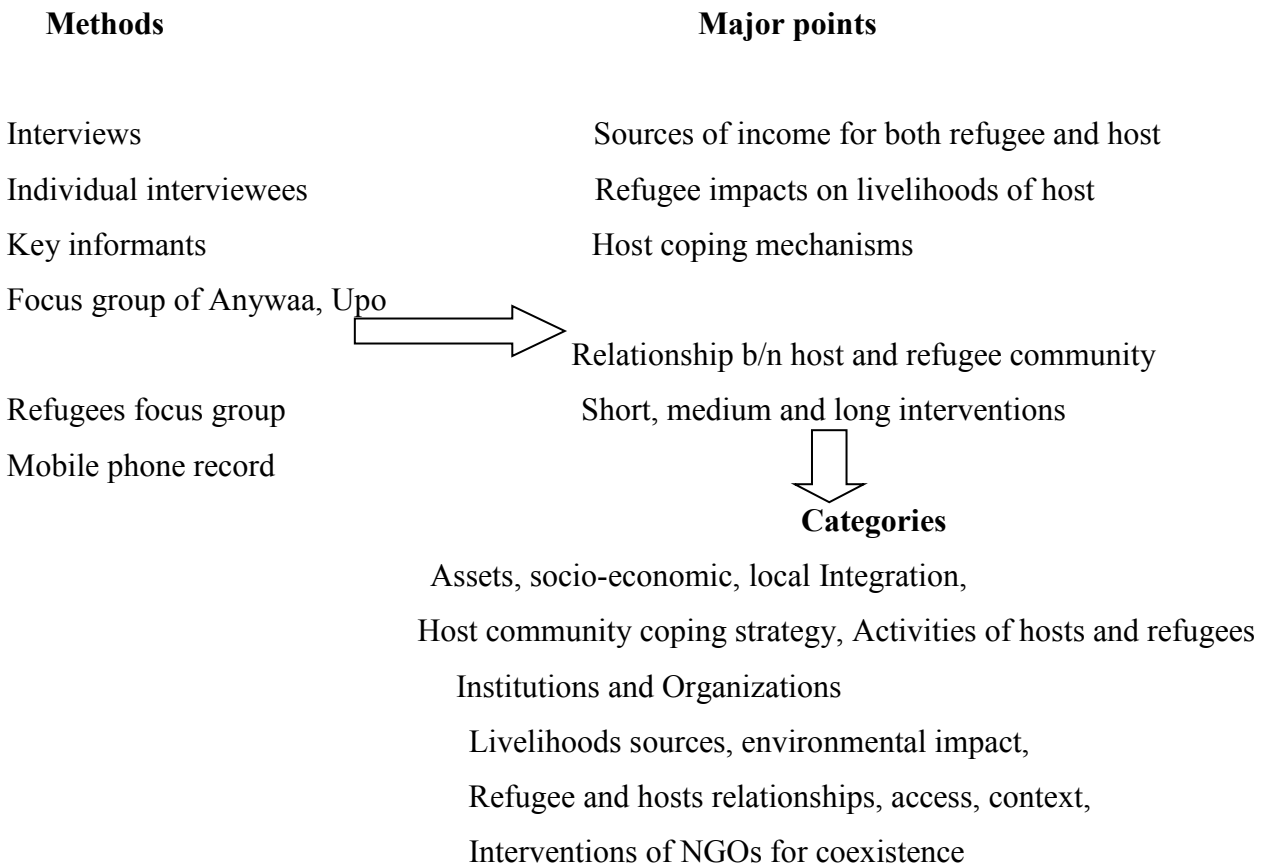 Methods Major points
Interviews Sources of income for both refugee and host
Individual interviewees Refugee impacts on livelihoods of host
Key informants Host coping mechanisms
Focus group of Anywaa, Upo
Relationship b/n host and refugee community
Refugees focus group Short, medium and long interventions
Mobile phone record
Categories
Assets, socio-economic, local Integration,
Host community coping strategy, Activities of hosts and refugees
Institutions and Organizations
Livelihoods sources, environmental impact,
Refugee and hosts relationships, access, context,
Interventions of NGOs for coexistence